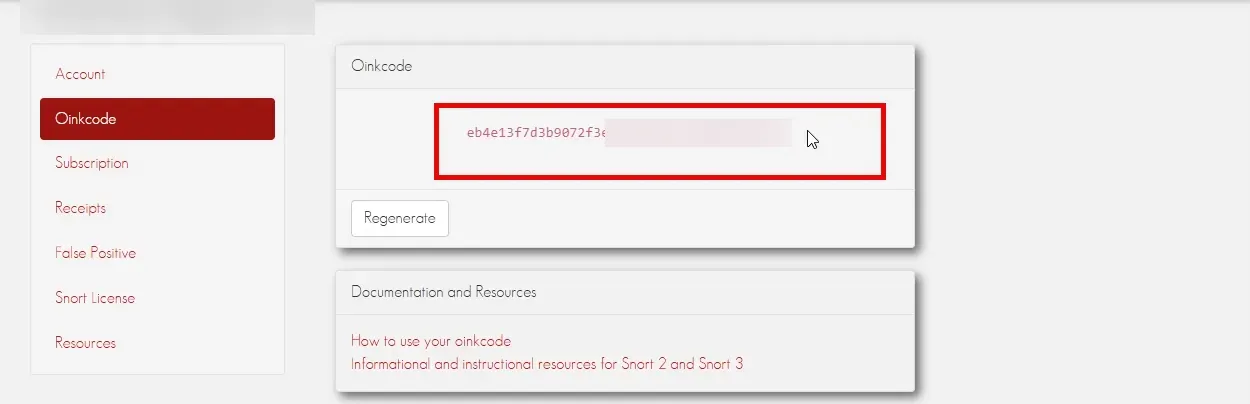 Account
Oinkcode
Subscription
Receipts
False Positive
Snort License
Resources
Oinkcode
eb4e13f7d3b9072f3e
Regenerate
Documentation and Resources
How to use your oinkcode
Informational and instructional resources for Snort 2 and Snort 3